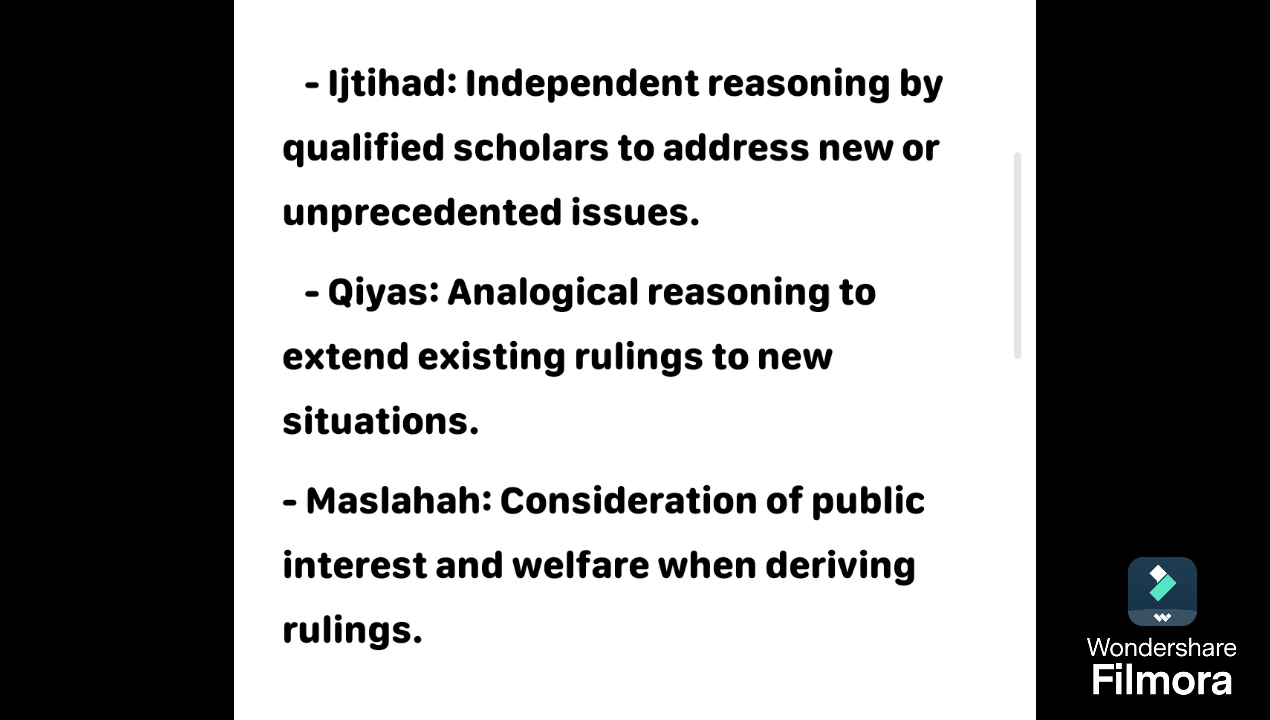 - Ijtihad: Independent reasoning by
qualified scholars to address new or
unprecedented issues.
- Qiyas: Analogical reasoning to
extend existing rulings to new
situations.
- Maslahah: Consideration of public
interest and welfare when deriving
rulings.
Wondershare
Filmora